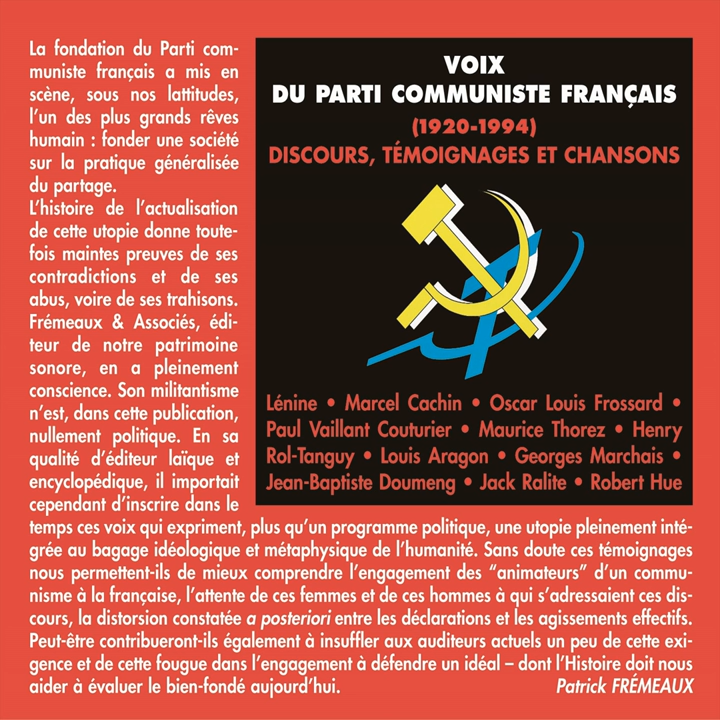 La fondation du Parti com-
muniste français a mis en
scène, sous nos lattitudes,
l'un des plus grands rêves
humain : fonder une société
sur la pratique généralisée
du partage.
L'histoire de l'actualisation
de cette utopie donne toute-
fois maintes preuves de ses
contradictions et de ses
abus, voire de ses trahisons.
Frémeaux & Associés, édi-
teur de notre patrimoine
sonore, en a pleinement
conscience. Son militantisme
n'est, dans cette publication,
nullement politique. En sa
qualité d'éditeur laïque et
encyclopédique, il importait
cependant d'inscrire dans le
temps ces voix qui expriment, plus qu'un programme politique, une utopie pleinement inté-
grée au bagage idéologique et métaphysique de l'humanité. Sans doute ces témoignages
nous permettent-ils de mieux comprendre l'engagement des "animateurs" d'un commu-
nisme à la française, l'attente de ces femmes et de ces hommes à qui s'adressaient ces dis-
cours, la distorsion constatée a posteriori entre les déclarations et les agissements effectifs.
Peut-être contribueront-ils également à insuffler aux auditeurs actuels un peu de cette exi-
gence et de cette fougue dans l'engagement à défendre un idéal – dont l'Histoire doit nous
aider à évaluer le bien-fondé aujourd'hui.
Patrick FRÉMEAUX
VOIX
DU PARTI COMMUNISTE FRANÇAIS
(1920-1994)
DISCOURS, TÉMOIGNAGES ET CHANSONS
Lénine • Marcel Cachin • Oscar Louis Frossard •
Paul Vaillant Couturier • Maurice Thorez • Henry
Rol-Tanguy • Louis Aragon • Georges Marchais •
Jean-Baptiste Doumeng • Jack Ralite • Robert Hue